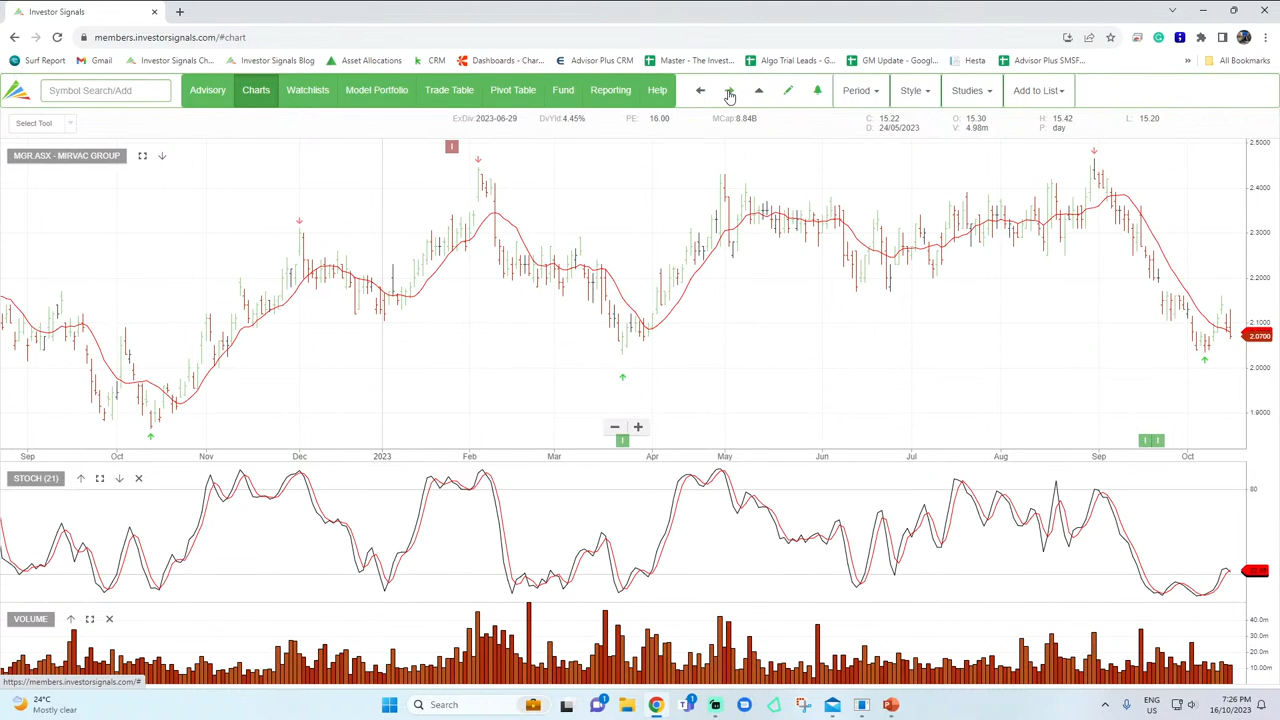 Investor Signals
members.investorsignals.com/#chart
Surf Report
Gmail
Investor Signals Ch...
Investor Signals Blog
Asset Allocations
CRM
Dashboards - Char...
Advisor Plus CRM
Master - The Invest...
Algo Trial Leads - G...
GM Update - Googl...
Hesta
Advisor Plus SMSF...
»
All Bookmarks
Symbol Search/Add
Advisory
Charts
Watchlists
Model Portfolio
Trade Table
Pivot Table
Fund
Reporting
Help
Period
Style
Studies
Add to List
Select Tool
ExDiv:2023-06-29
DivYld:4.45%
PE: 16.00
MCap:8.84B
C: 15.22
O: 15.30
H: 15.42
L: 15.20
D: 24/05/2023
V: 4.98m
P: day
MGR.ASX - MIRVAC GROUP
I
2.5000
2.4000
2.3000
2.2000
2.1000
2.0700
2.0000
1.9000
I
I
I
Sep
Oct
Nov
Dec
2023
Feb
Mar
Apr
May
Jun
Jul
Aug
Sep
Oct
STOCH (21)
80
VOLUME
40.0m
30.0m
20.0m
10.00m
https://members.investorsignals.com/#
24°C
Mostly clear
Search
1
1
ENG
US
7:26 PM
16/10/2023